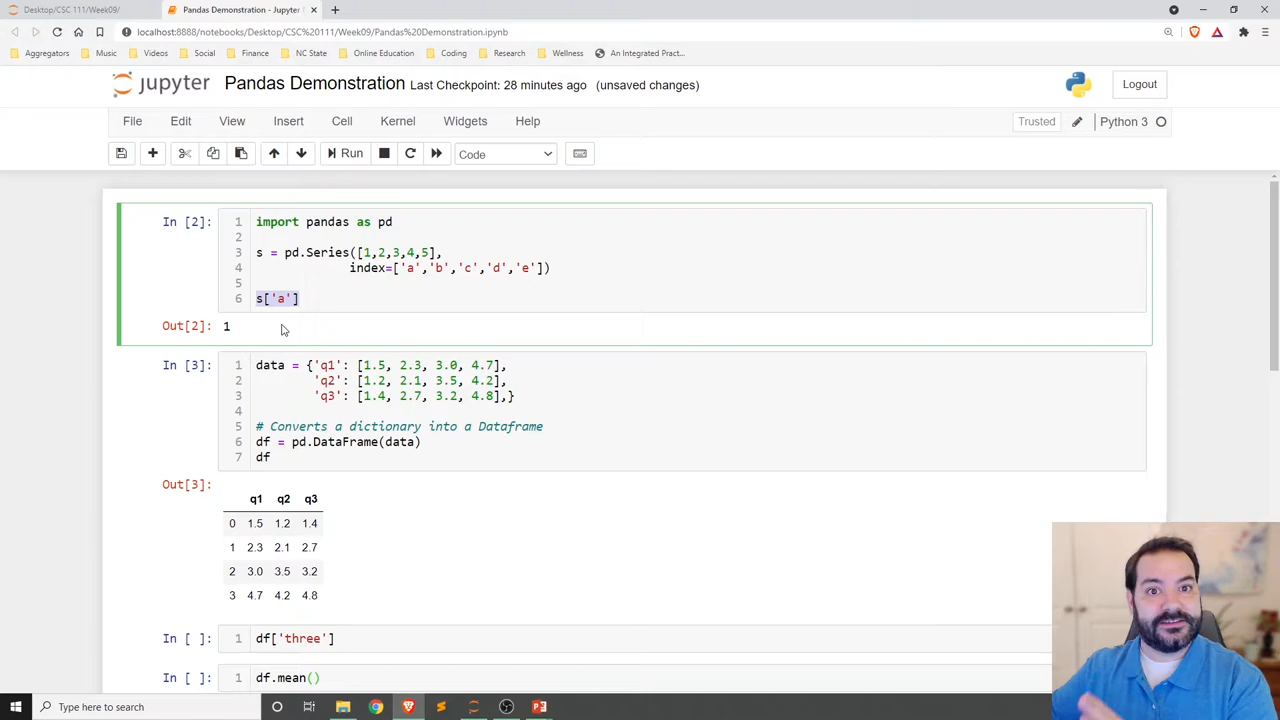 Desktop/CSC 111/Week09/
Pandas Demonstration - Jupyter
localhost:8888/notebooks/Desktop/CSC%20111/Week09/Pandas%20Demonstration.ipynb
Aggregators Music Videos Social Finance NC State Online Education Coding Research Wellness An Integrated Pract...
jupyter Pandas Demonstration Last Checkpoint: 28 minutes ago (unsaved changes) Logout
File Edit View Insert Cell Kernel Widgets Help Trusted Python 3
Run Code
In [2]: 1 import pandas as pd
2
3 s = pd.Series([1,2,3,4,5],
4 index=['a','b','c','d','e'])
5
6 s['a']
Out[2]: 1
In [3]: 1 data = {'q1': [1.5, 2.3, 3.0, 4.7],
2 'q2': [1.2, 2.1, 3.5, 4.2],
3 'q3': [1.4, 2.7, 3.2, 4.8],}
4
5 # Converts a dictionary into a Dataframe
6 df = pd.DataFrame(data)
7 df
Out[3]:
q1 q2 q3
0 1.5 1.2 1.4
1 2.3 2.1 2.7
2 3.0 3.5 3.2
3 4.7 4.2 4.8
In [ ]: 1 df['three']
In [ ]: 1 df.mean()
Type here to search